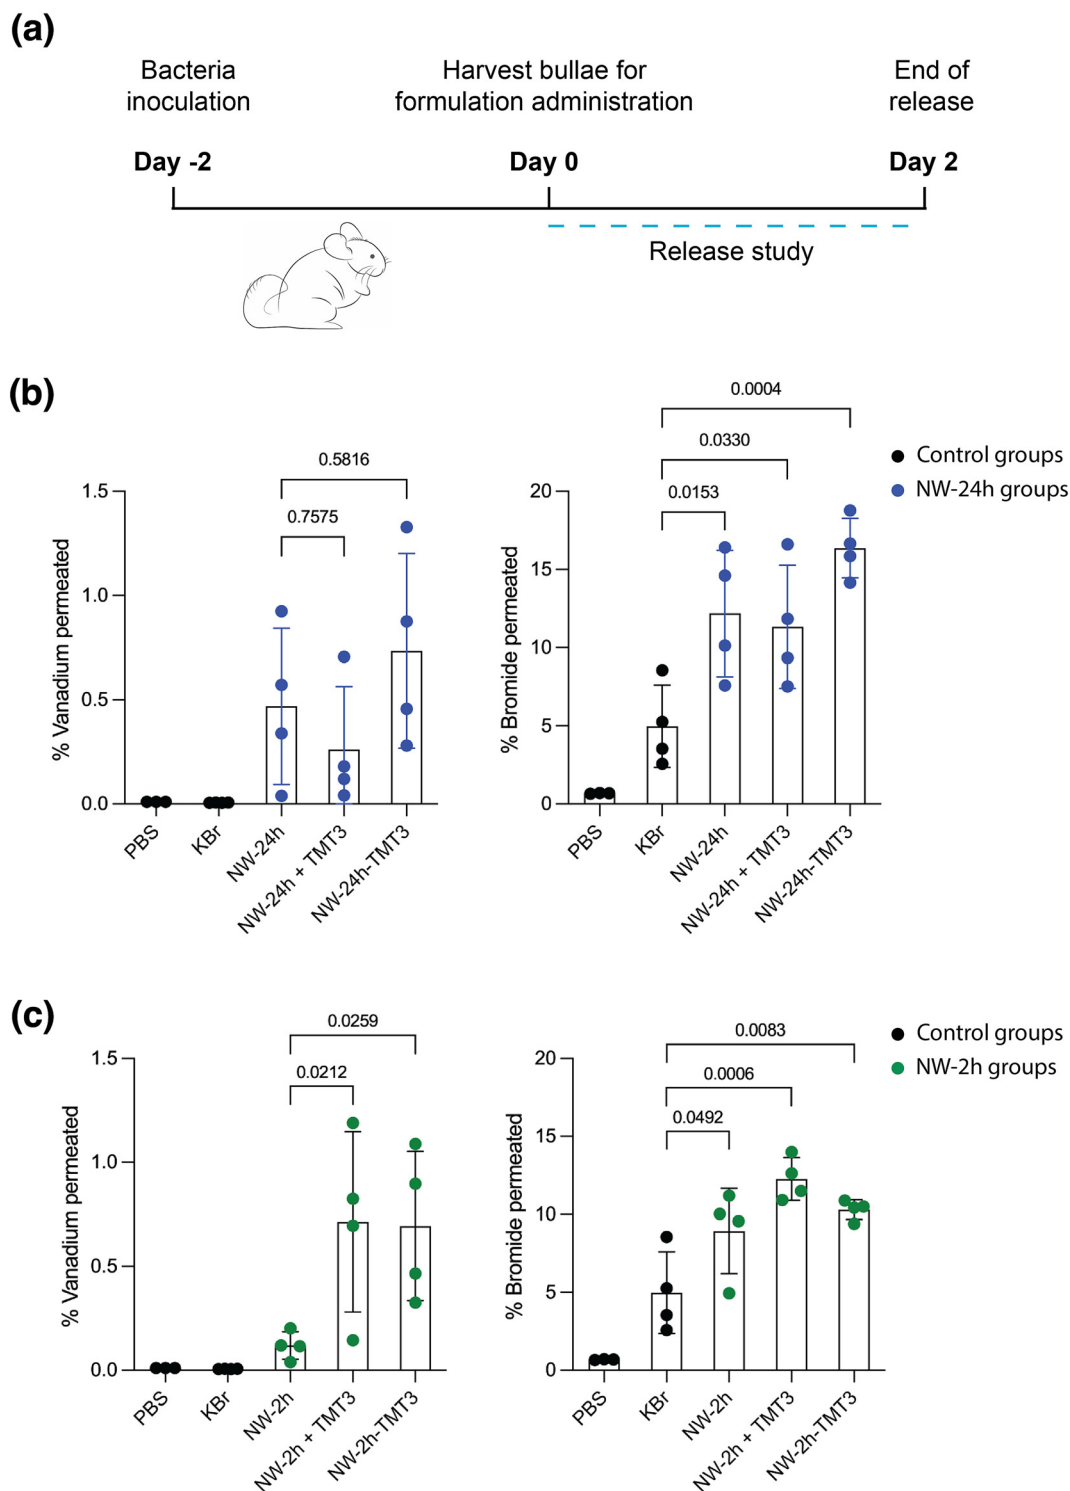 (a)
Bacteria
inoculation
Harvest bullae for
formulation administration
End of
release
Day -2
Day 0
Day 2
Release study
(b)
0.5816
0.7575
1.5
1.0
0.5
0.0
% Vanadium permeated
PBS
KBr
NW-24h
NW-24h + TMT3
NW-24h-TMT3
0.0004
0.0330
0.0153
20
15
10
5
0
% Bromide permeated
PBS
KBr
NW-24h
NW-24h + TMT3
NW-24h-TMT3
Control groups
NW-24h groups
(c)
0.0259
0.0212
1.5
1.0
0.5
0.0
% Vanadium permeated
PBS
KBr
NW-2h
NW-2h + TMT3
NW-2h-TMT3
0.0083
0.0006
0.0492
20
15
10
5
0
% Bromide permeated
PBS
KBr
NW-2h
NW-2h + TMT3
NW-2h-TMT3
Control groups
NW-2h groups